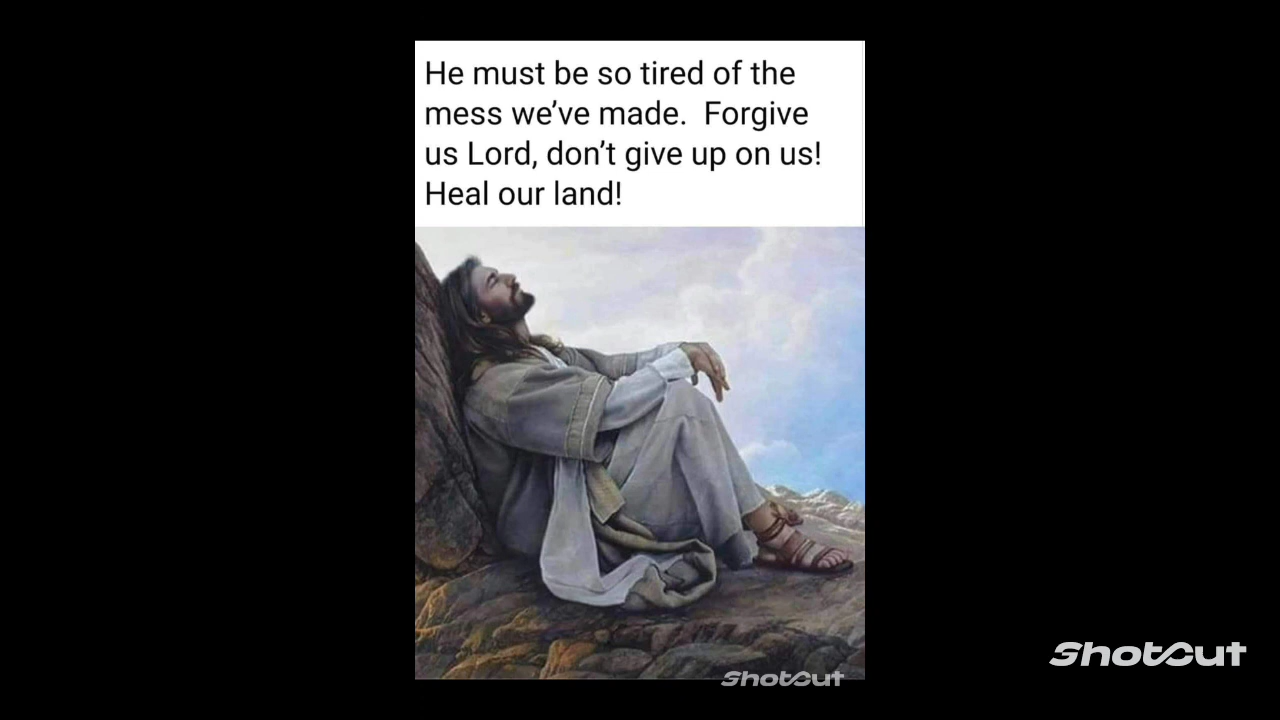 He must be so tired of the
mess we’ve made.  Forgive
us Lord, don’t give up on us!
Heal our land!
ShotCut
ShotCut